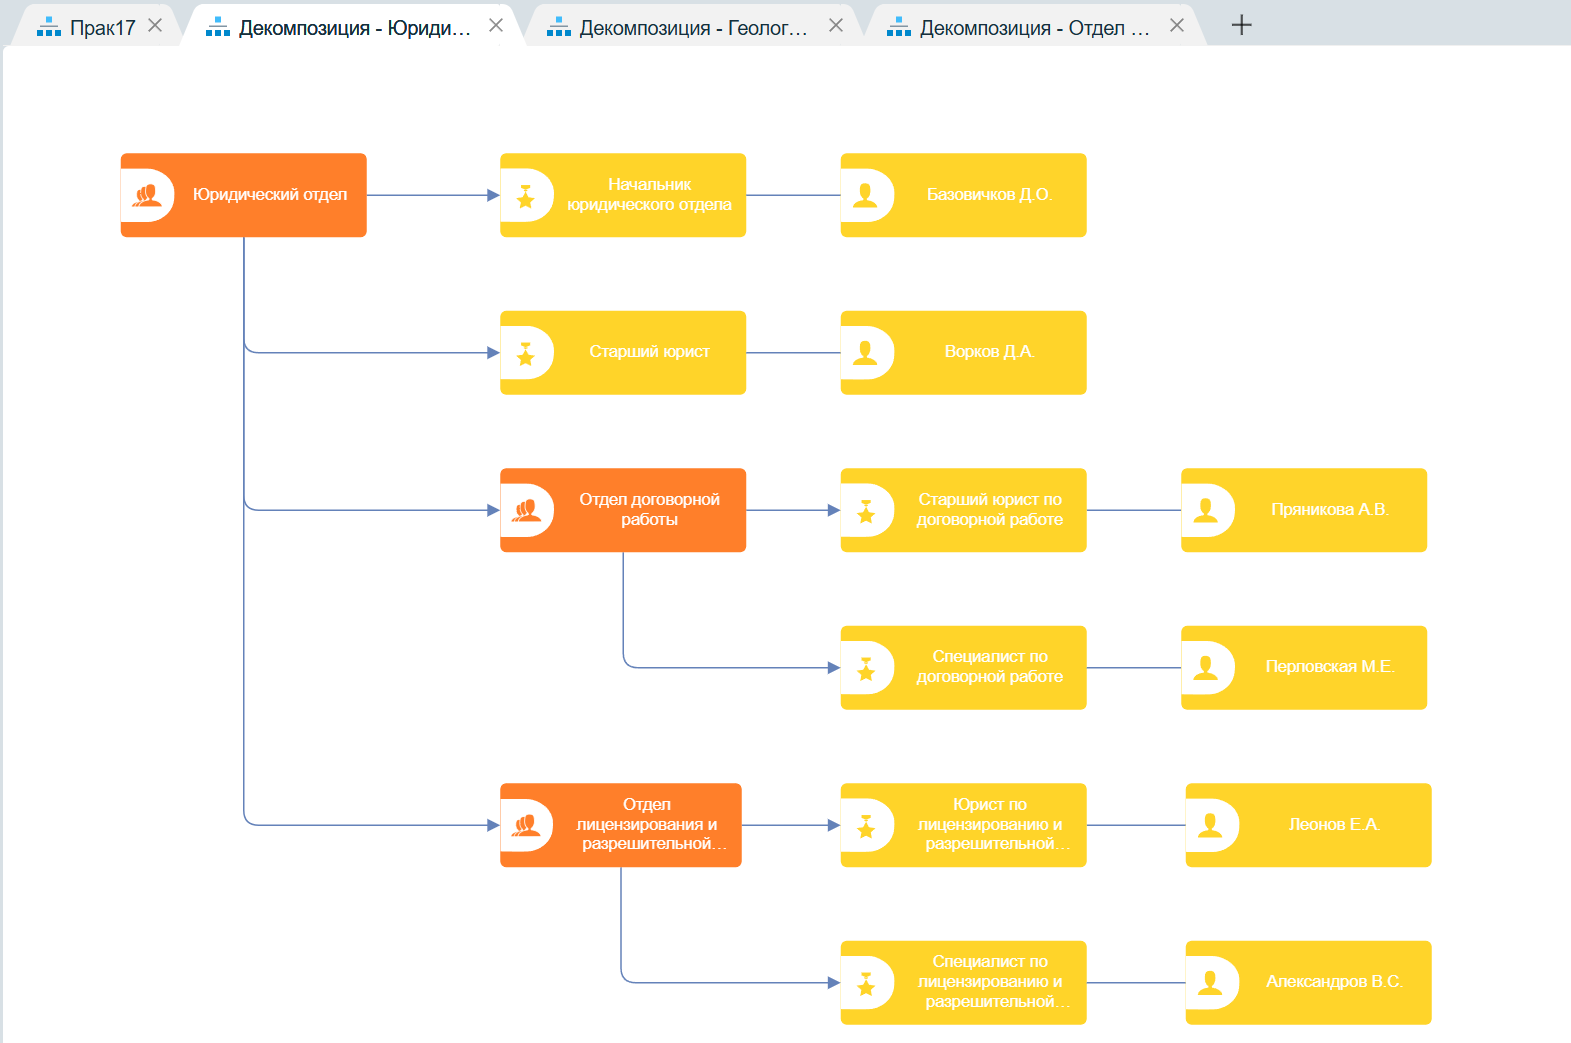 Прак17
Декомпозиция - Юриди...
Декомпозиция - Геолог...
Декомпозиция - Отдел ...
Юридический отдел
Начальник
юридического отдела
Базовичков Д.О.
Старший юрист
Ворков Д.А.
Отдел договорной
работы
Старший юрист по
договорной работе
Пряникова А.В.
Специалист по
договорной работе
Перловская М.Е.
Отдел
лицензирования и
разрешительной...
Юрист по
лицензированию и
разрешительной...
Леонов Е.А.
Специалист по
лицензированию и
разрешительной...
Александров В.С.